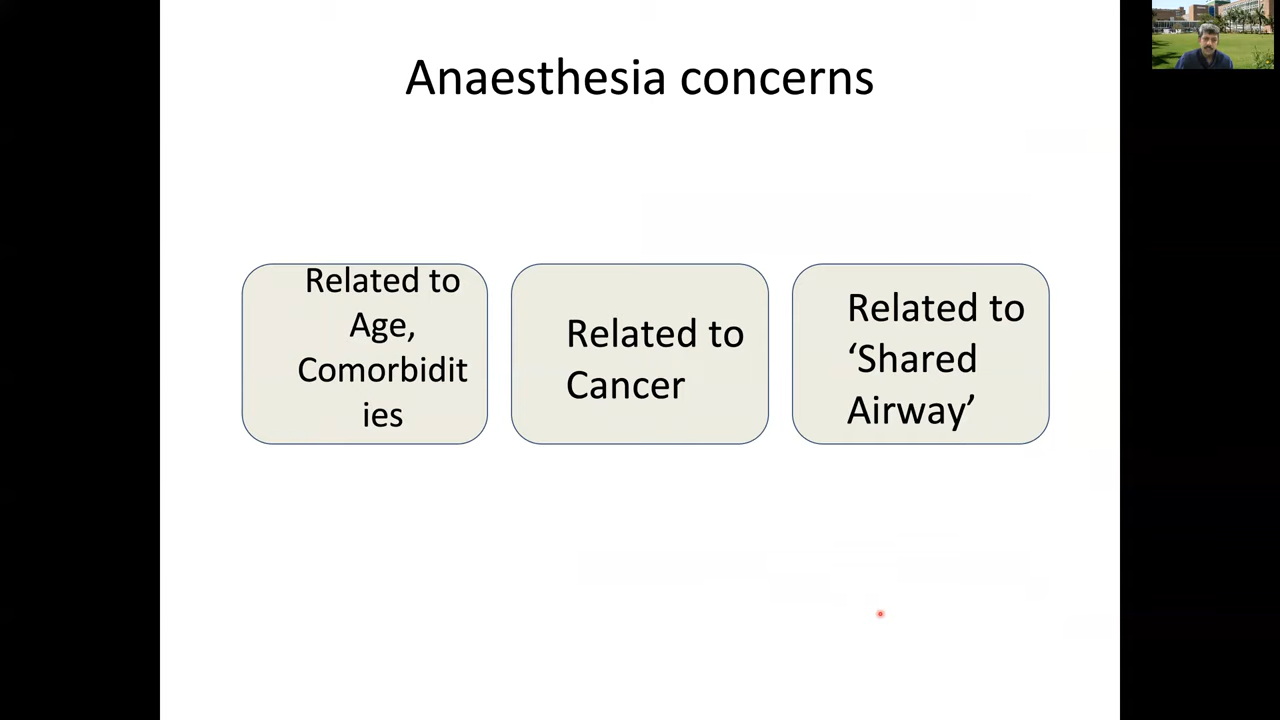 Anaesthesia concerns
Related to
Age,
Comorbidit
ies
Related to
Cancer
Related to
‘Shared
Airway’